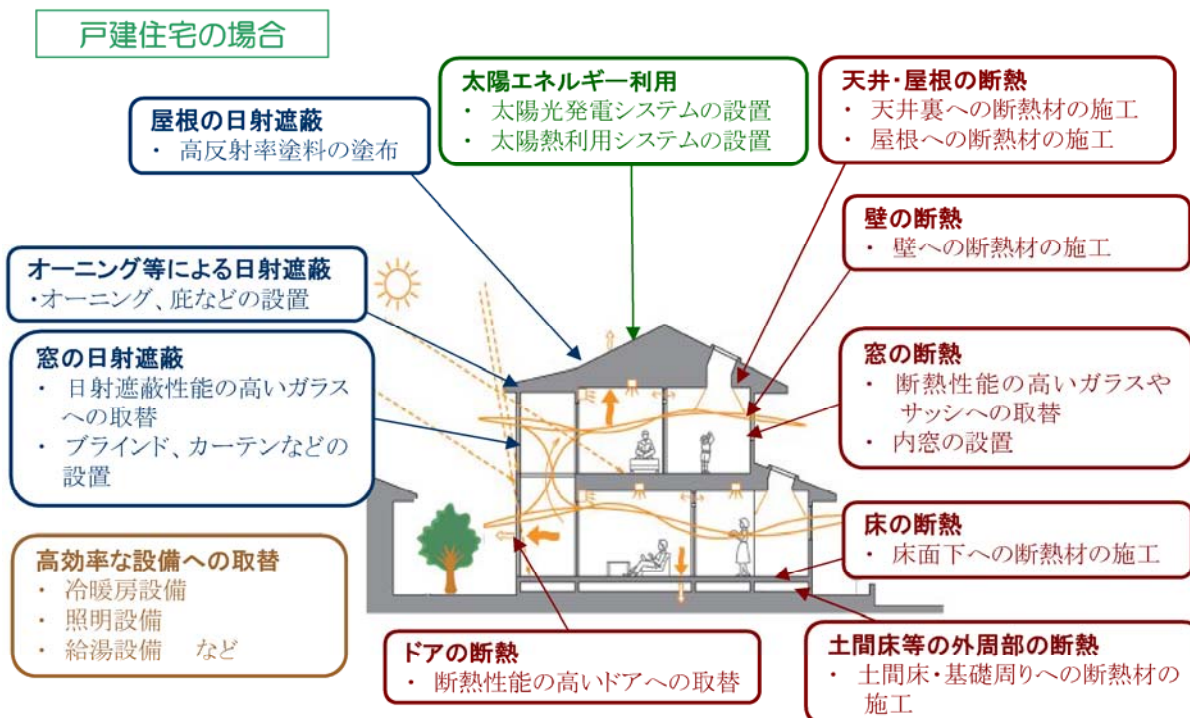 戸建住宅の場合
太陽エネルギー利用
・ 太陽光発電システムの設置
・ 太陽熱利用システムの設置
天井・屋根の断熱
・ 天井裏への断熱材の施工
・ 屋根への断熱材の施工
屋根の日射遮蔽
・ 高反射率塗料の塗布
壁の断熱
・ 壁への断熱材の施工
オーニング等による日射遮蔽
・オーニング、庇などの設置
窓の日射遮蔽
・ 日射遮蔽性能の高いガラス
への取替
・ ブラインド、カーテンなどの
設置
窓の断熱
・ 断熱性能の高いガラスや
サッシへの取替
・ 内窓の設置
床の断熱
・ 床面下への断熱材の施工
高効率な設備への取替
・ 冷暖房設備
・ 照明設備
・ 給湯設備 など
ドアの断熱
・ 断熱性能の高いドアへの取替
土間床等の外周部の断熱
・ 土間床・基礎周りへの断熱材の
施工